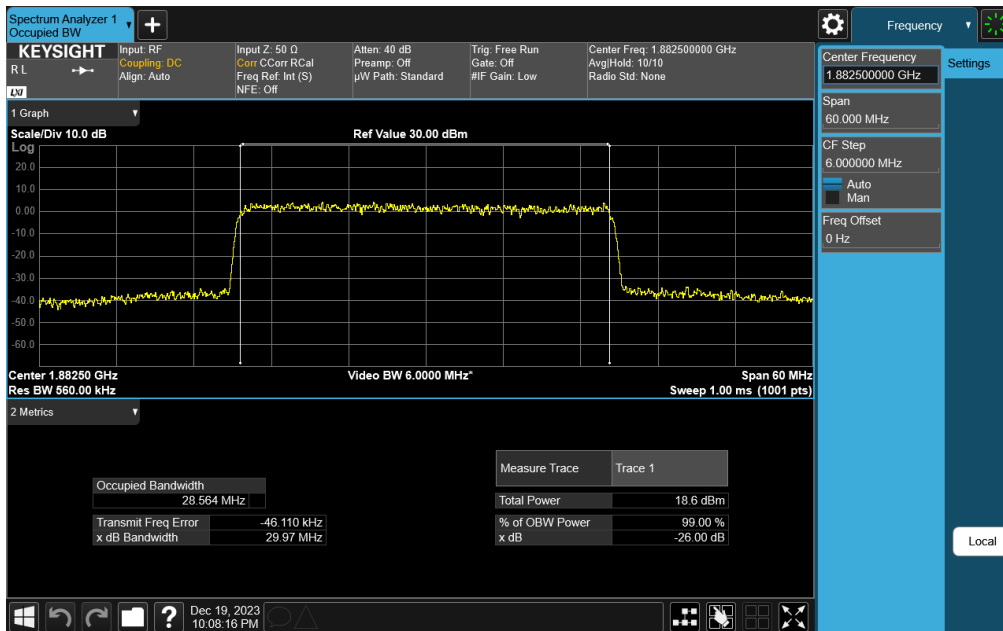 Spectrum Analyzer 1
Occupied BW
Frequency
KEYSIGHT
R L
LXI
Input: RF
Coupling: DC
Align: Auto
Input Z: 50 Ω
Corr CCorr RCal
Freq Ref: Int (S)
NFE: Off
Atten: 40 dB
Preamp: Off
µW Path: Standard
Trig: Free Run
Gate: Off
#IF Gain: Low
Center Freq: 1.882500000 GHz
Avg|Hold: 10/10
Radio Std: None
Center Frequency
1.882500000 GHz
Settings
Span
60.000 MHz
CF Step
6.000000 MHz
Auto
Man
Freq Offset
0 Hz
Local
1 Graph
Scale/Div 10.0 dB
Ref Value 30.00 dBm
Log
20.0
10.0
0.00
-10.0
-20.0
-30.0
-40.0
-50.0
-60.0
Center 1.88250 GHz
Video BW 6.0000 MHz*
Span 60 MHz
Res BW 560.00 kHz
Sweep 1.00 ms (1001 pts)
2 Metrics
Occupied Bandwidth
28.564 MHz
Transmit Freq Error -46.110 kHz
x dB Bandwidth 29.97 MHz
Measure Trace Trace 1
Total Power 18.6 dBm
% of OBW Power 99.00 %
x dB -26.00 dB
?
Dec 19, 2023
10:08:16 PM